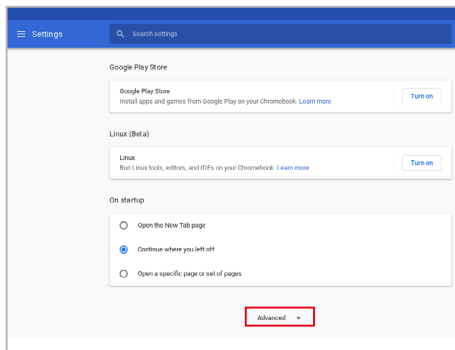 Settings
Search settings
Google Play Store
Google Play Store
Install apps and games from Google Play on your Chromebook. Learn more
Turn on
Linux (Beta)
Linux
Run Linux tools, editors, and IDEs on your Chromebook. Learn more
Turn on
On startup
Open the New Tab page
Continue where you left off
Open a specific page or set of pages
Advanced